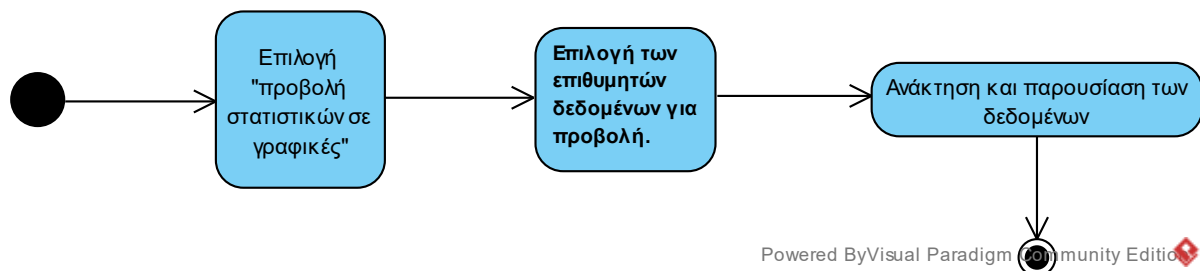 Επιλογή
"προβολή
στατιστικών σε
γραφικές"
Επιλογή των
επιθυμητών
δεδομένων για
προβολή.
Ανάκτηση και παρουσίαση των
δεδομένων
Powered ByVisual Paradigm Community Edition